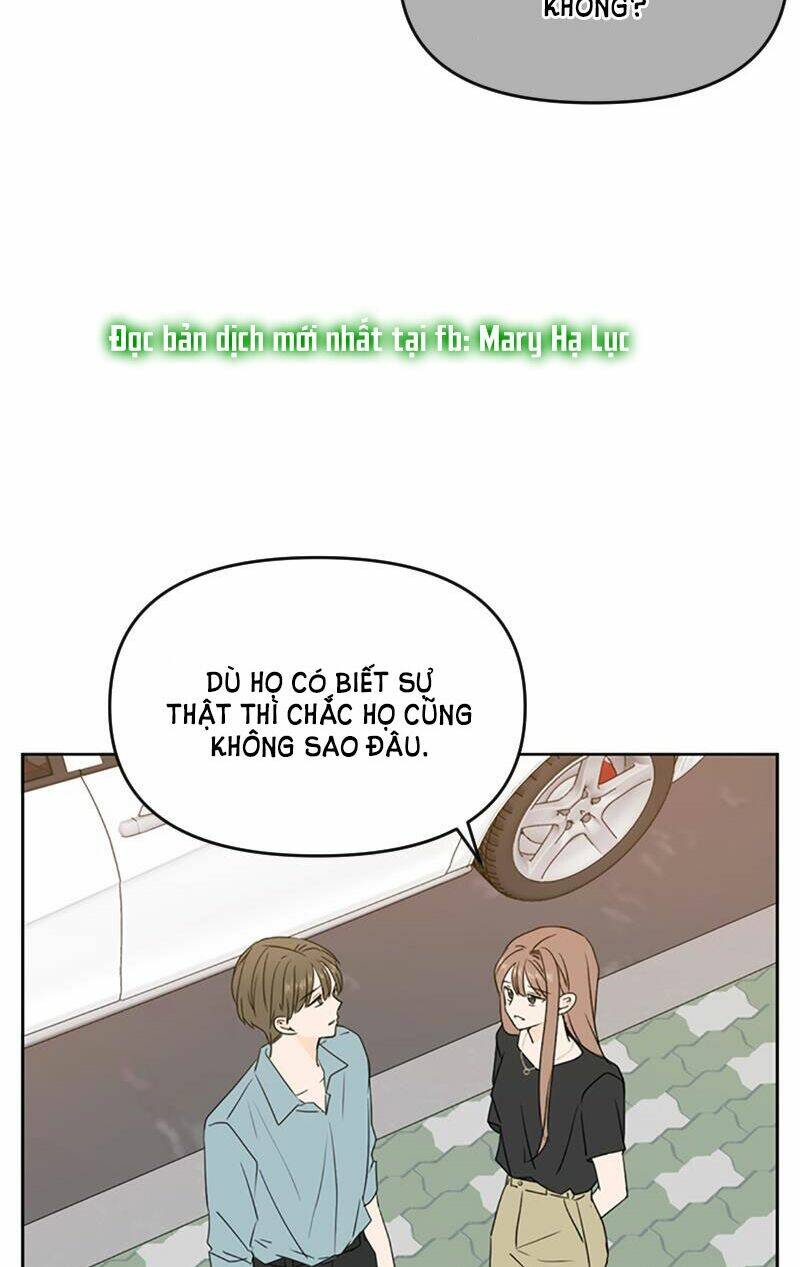 KHÔNG?
Đọc bản dịch mới nhất tại fb: Mary Hạ Lục
DÙ HỌ CÓ BIẾT SỰ
THẬT THÌ CHẮC HỌ CŨNG
KHÔNG SAO ĐÂU.